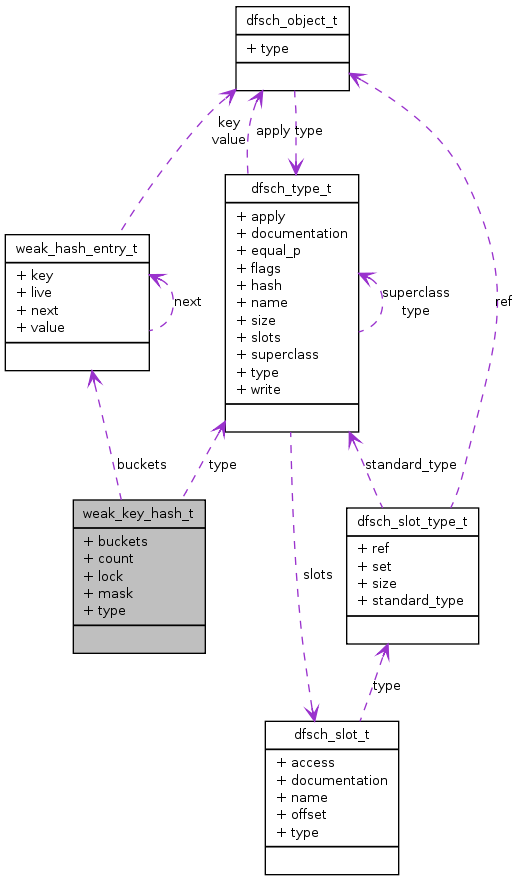 dfsch_object_t
+ type
key
value
apply type
dfsch_type_t
+ apply
+ documentation
+ equal_p
+ flags
+ hash
+ name
+ size
+ slots
+ superclass
+ type
+ write
weak_hash_entry_t
+ key
+ live
+ next
+ value
next
superclass
type
ref
buckets
type
standard_type
weak_key_hash_t
+ buckets
+ count
+ lock
+ mask
+ type
dfsch_slot_type_t
+ ref
+ set
+ size
+ standard_type
slots
type
dfsch_slot_t
+ access
+ documentation
+ name
+ offset
+ type